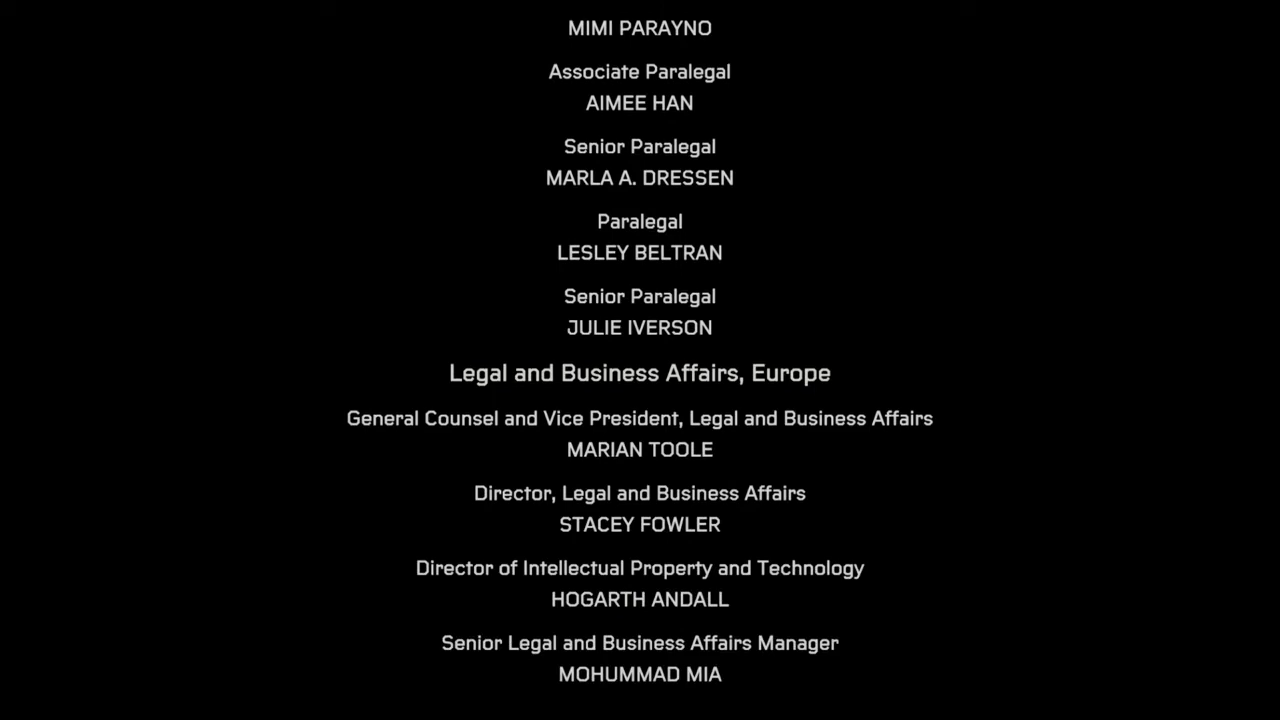 MIMI PARAYNO
Associate Paralegal
AIMEE HAN
Senior Paralegal
MARLA A. DRESSEN
Paralegal
LESLEY BELTRAN
Senior Paralegal
JULIE IVERSON
Legal and Business Affairs, Europe
General Counsel and Vice President, Legal and Business Affairs
MARIAN TOOLE
Director, Legal and Business Affairs
STACEY FOWLER
Director of Intellectual Property and Technology
HOGARTH ANDALL
Senior Legal and Business Affairs Manager
MOHUMMAD MIA